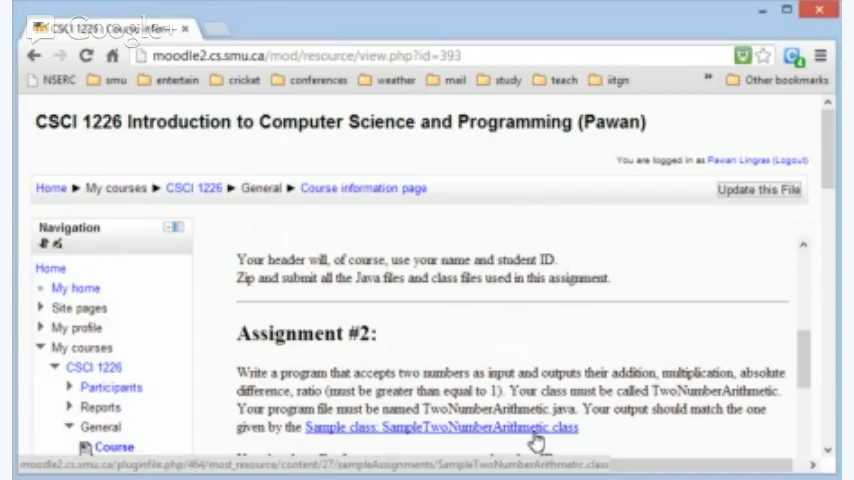 CSCI 1226: Course infor
Google+
moodle2.cs.smu.ca/mod/resource/view.php?id=393
NSERC smu entertain cricket conferences weather mail study teach iitgn » Other bookmarks
CSCI 1226 Introduction to Computer Science and Programming (Pawan)
You are logged in as Pawan Lingras (Logout)
Home ► My courses ► CSCI 1226 ► General ► Course information page
Update this File
Navigation
Home
My home
Site pages
My profile
My courses
CSCI 1226
Participants
Reports
General
Course
Your header will, of course, use your name and student ID.
Zip and submit all the Java files and class files used in this assignment.
Assignment #2:
Write a program that accepts two numbers as input and outputs their addition, multiplication, absolute
difference, ratio (must be greater than equal to 1). Your class must be called TwoNumberArithmetic.
Your program file must be named TwoNumberArithmetic.java. Your output should match the one
given by the Sample class: SampleTwoNumberArithmetic.class
moodle2.cs.smu.ca/pluginfile.php/464/mod_resource/content/27/sampleAssignments/SampleTwoNumberArithmetic.class